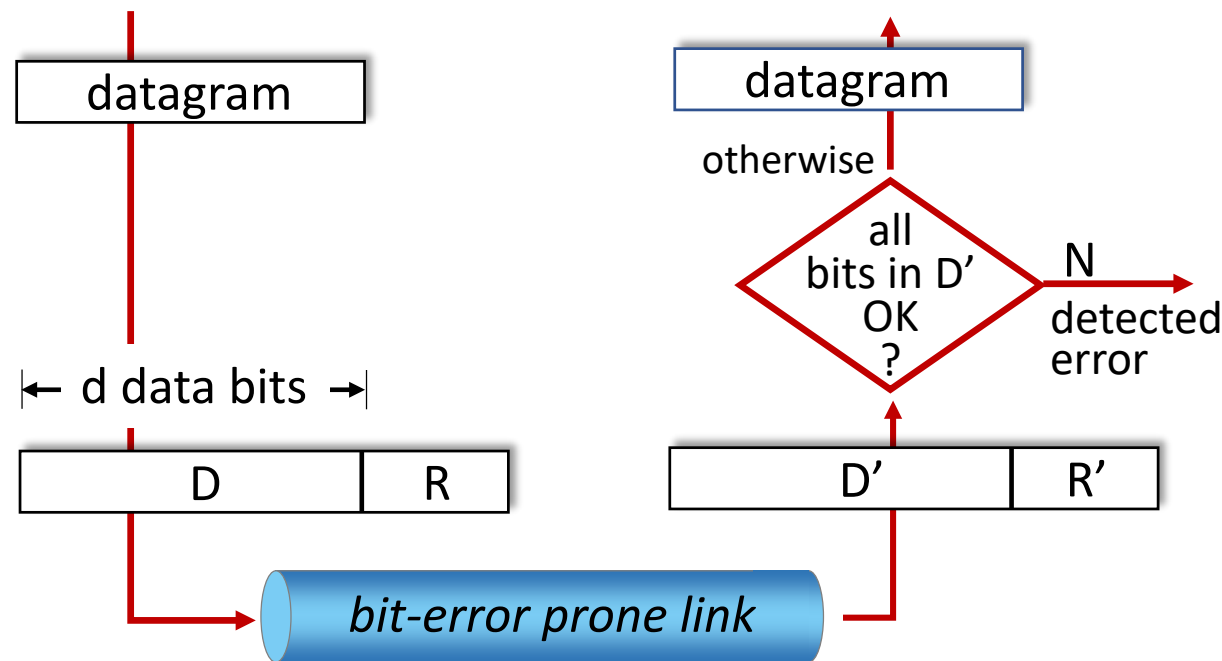 datagram
d data bits
D
R
bit-error prone link
datagram
otherwise
all
bits in D’
OK
?
N
detected
error
D’
R’